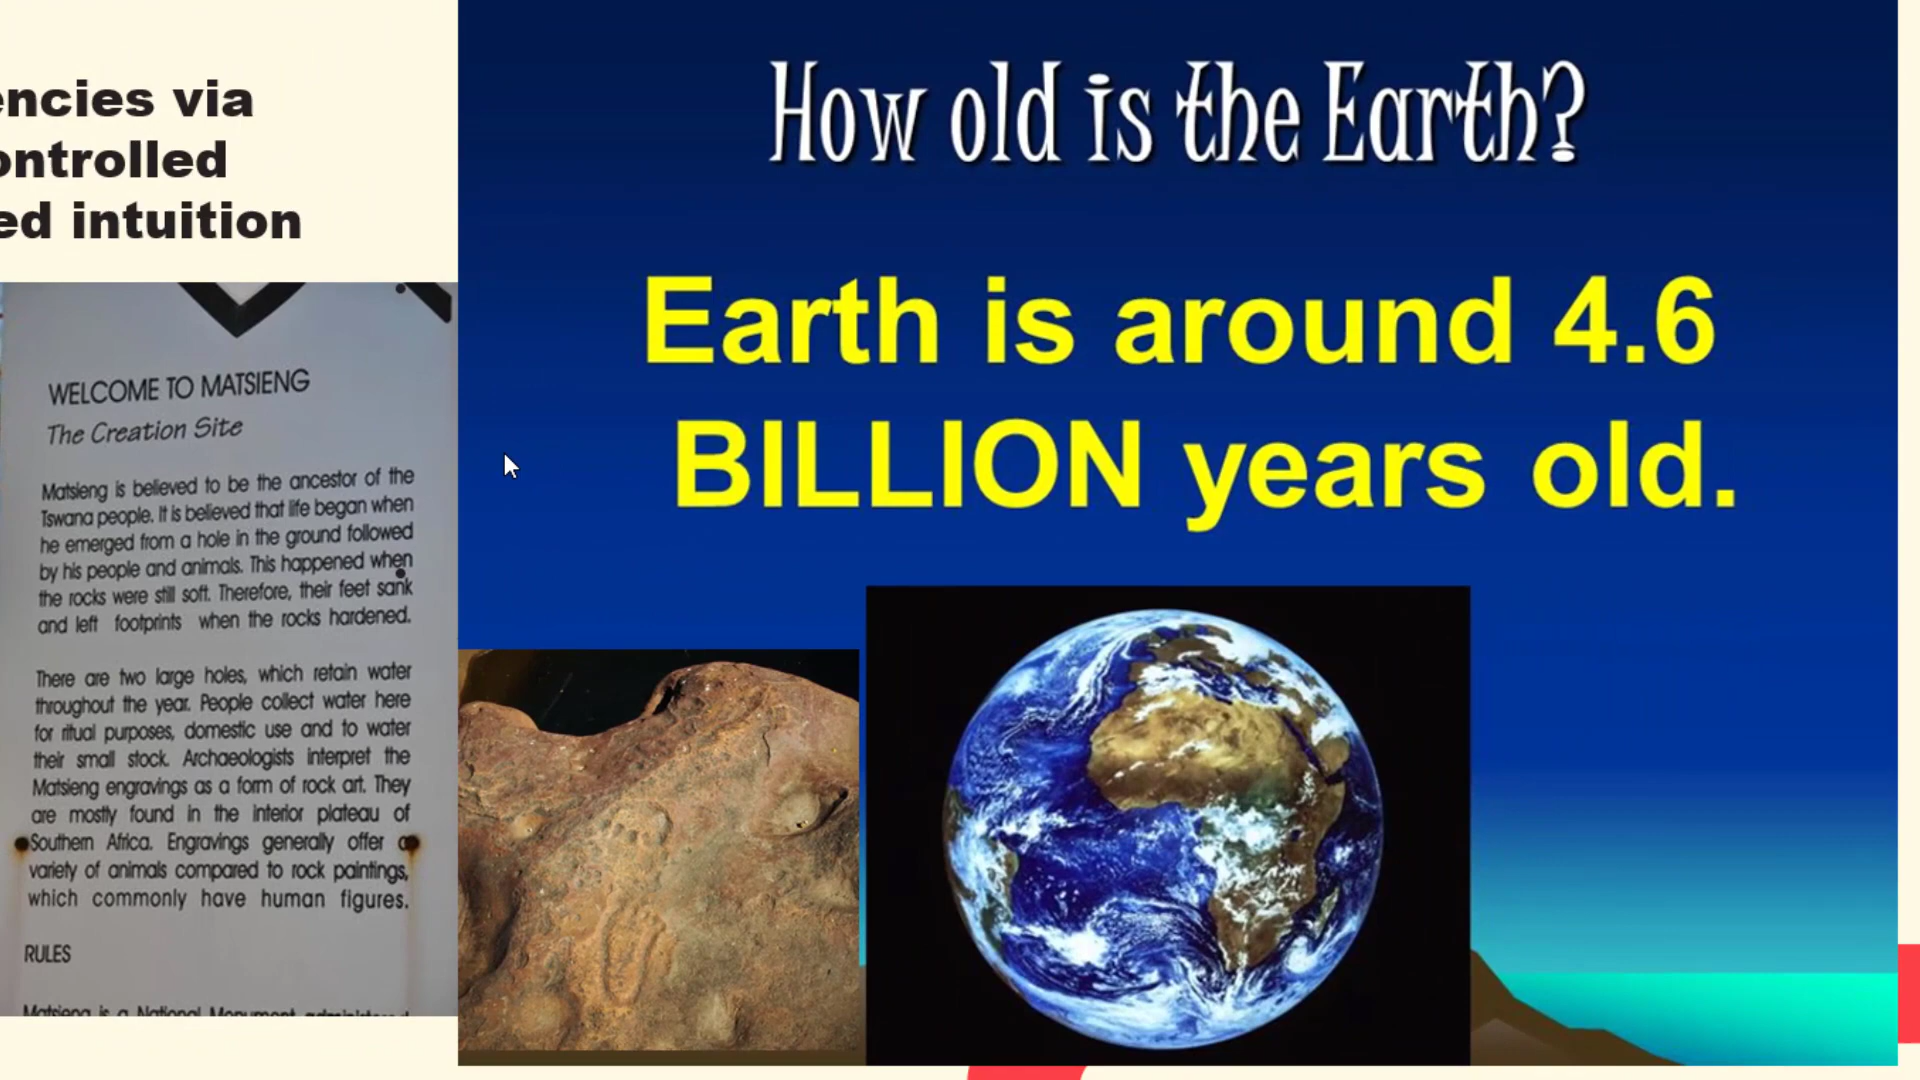 encies via
ontrolled
ed intuition
WELCOME TO MATSIENG
The Creation Site
Matsieng is believed to be the ancestor of the
Tswana people. It is believed that life began when
he emerged from a hole in the ground followed
by his people and animals. This happened when
the rocks were still soft. Therefore, their feet sank
and left footprints when the rocks hardened.
There are two large holes, which retain water
throughout the year. People collect water here
for ritual purposes, domestic use and to water
their small stock. Archaeologists interpret the
Matsieng engravings as a form of rock art. They
are mostly found in the interior plateau of
Southern Africa. Engravings generally offer a
variety of animals compared to rock paintings,
which commonly have human figures.
RULES
Matsieng is a National Monument administered
How old is the Earth?
Earth is around 4.6
BILLION years old.